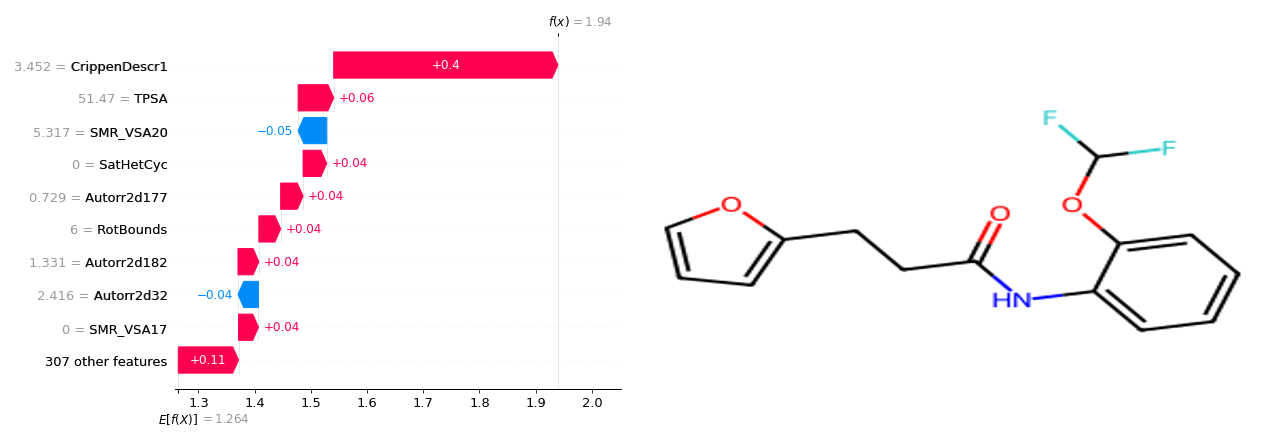 f(x) = 1.94
3.452 = CrippenDescr1
+0.4
51.47 = TPSA
+0.06
5.317 = SMR_VSA20
−0.05
0 = SatHetCyc
+0.04
0.729 = Autorr2d177
+0.04
6 = RotBounds
+0.04
1.331 = Autorr2d182
+0.04
2.416 = Autorr2d32
−0.04
0 = SMR_VSA17
+0.04
307 other features
+0.11
1.3 1.4 1.5 1.6 1.7 1.8 1.9 2.0
E[f(X)] = 1.264
F
F
O
O
O
HN